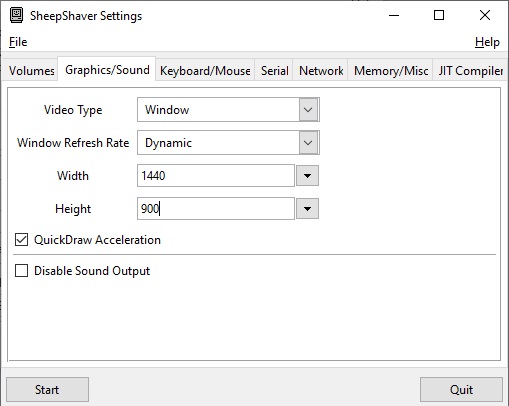 SheepShaver Settings
File Help
Volumes Graphics/Sound Keyboard/Mouse Serial Network Memory/Misc JIT Compiler
Video Type Window
Window Refresh Rate Dynamic
Width 1440
Height 900
QuickDraw Acceleration
Disable Sound Output
Start Quit